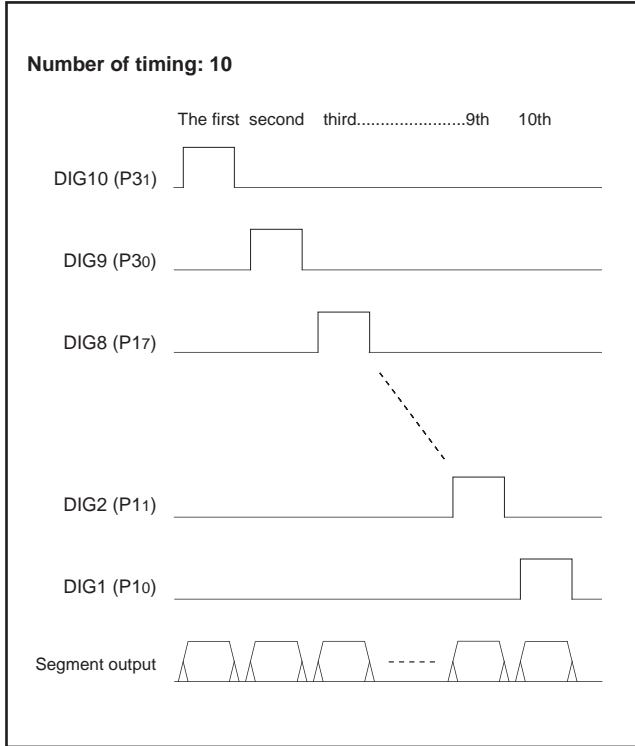 Number of timing: 10
The first second third.......................9th 10th
DIG10 (P31)
DIG9 (P30)
DIG8 (P17)
DIG2 (P11)
DIG1 (P10)
Segment output